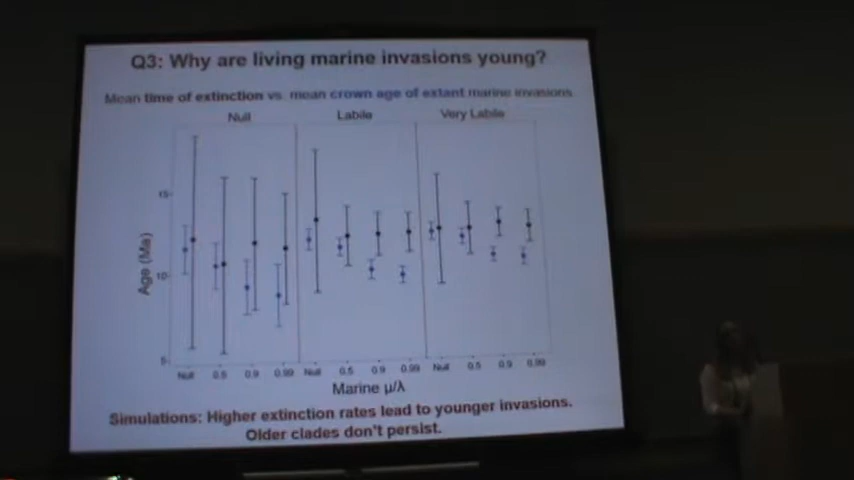 Q3: Why are living marine invasions young?
Mean time of extinction vs. mean crown age of extant marine invasions
Null Labile Very Labile
15
10
5
Age (Ma)
Null 0.5 0.9 0.99 Null 0.5 0.9 0.99 Null 0.5 0.9 0.99
Marine μ/λ
Simulations: Higher extinction rates lead to younger invasions.
Older clades don't persist.